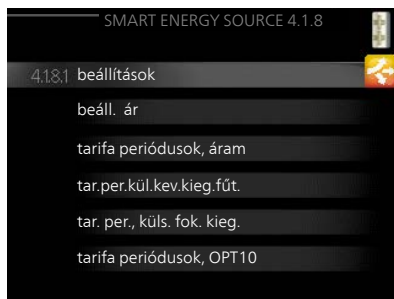 SMART ENERGY SOURCE 4.1.8
4.1.8.1 beállítások
beáll. ár
tarifa periódusok, áram
tar.per.kül.kev.kieg.fűt.
tar. per., küls. fok. kieg.
tarifa periódusok, OPT10